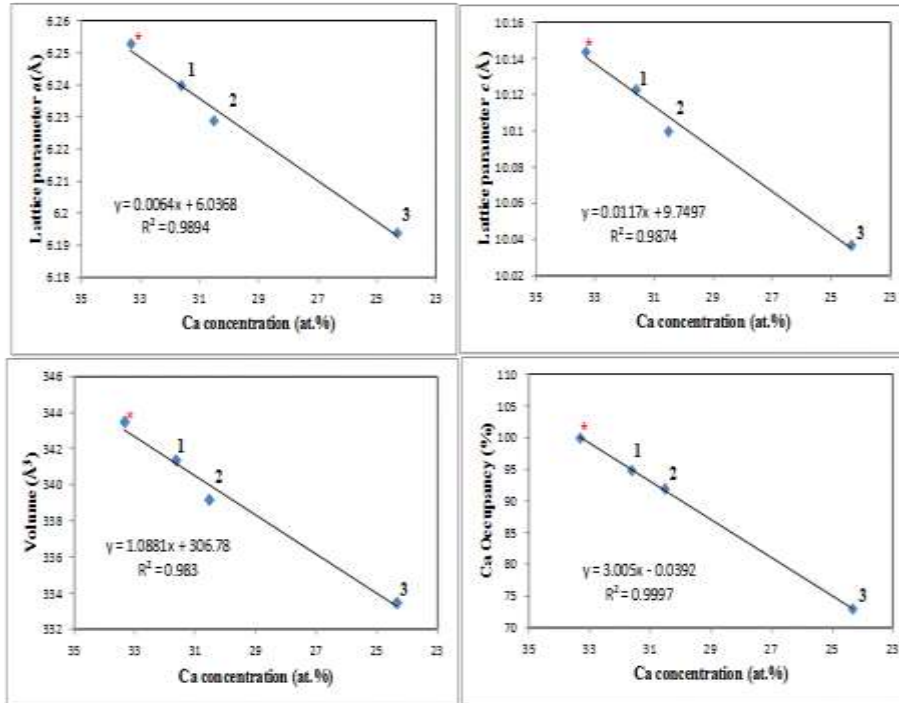 Lattice parameter a(Å)
6.26
6.25
6.24
6.23
6.22
6.21
6.2
6.19
6.18
*
1
2
3
y = 0.0064x + 6.0368
R² = 0.9894
35 33 31 29 27 25 23
Ca concentration (at.%)
Lattice parameter c (Å)
10.16
10.14
10.12
10.1
10.08
10.06
10.04
10.02
*
1
2
3
y = 0.0117x + 9.7497
R² = 0.9874
35 33 31 29 27 25 23
Ca concentration (at.%)
Volume (Å³)
346
344
342
340
338
336
334
332
*
1
2
3
y = 1.0881x + 306.78
R² = 0.983
35 33 31 29 27 25 23
Ca concentration (at.%)
Ca Occupancy (%)
110
105
100
95
90
85
80
75
70
*
1
2
3
y = 3.005x - 0.0392
R² = 0.9997
35 33 31 29 27 25 23
Ca concentration (at.%)